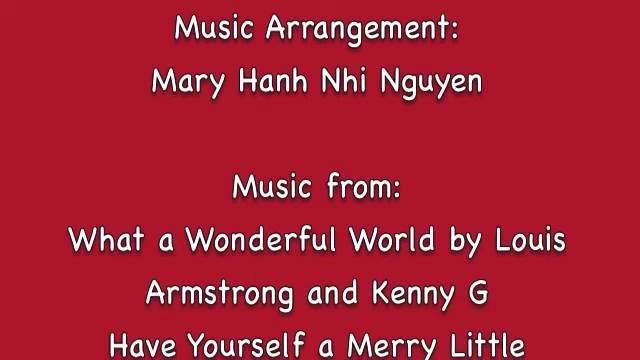 Music Arrangement:
Mary Hanh Nhi Nguyen
Music from:
What a Wonderful World by Louis
Armstrong and Kenny G
Have Yourself a Merry Little